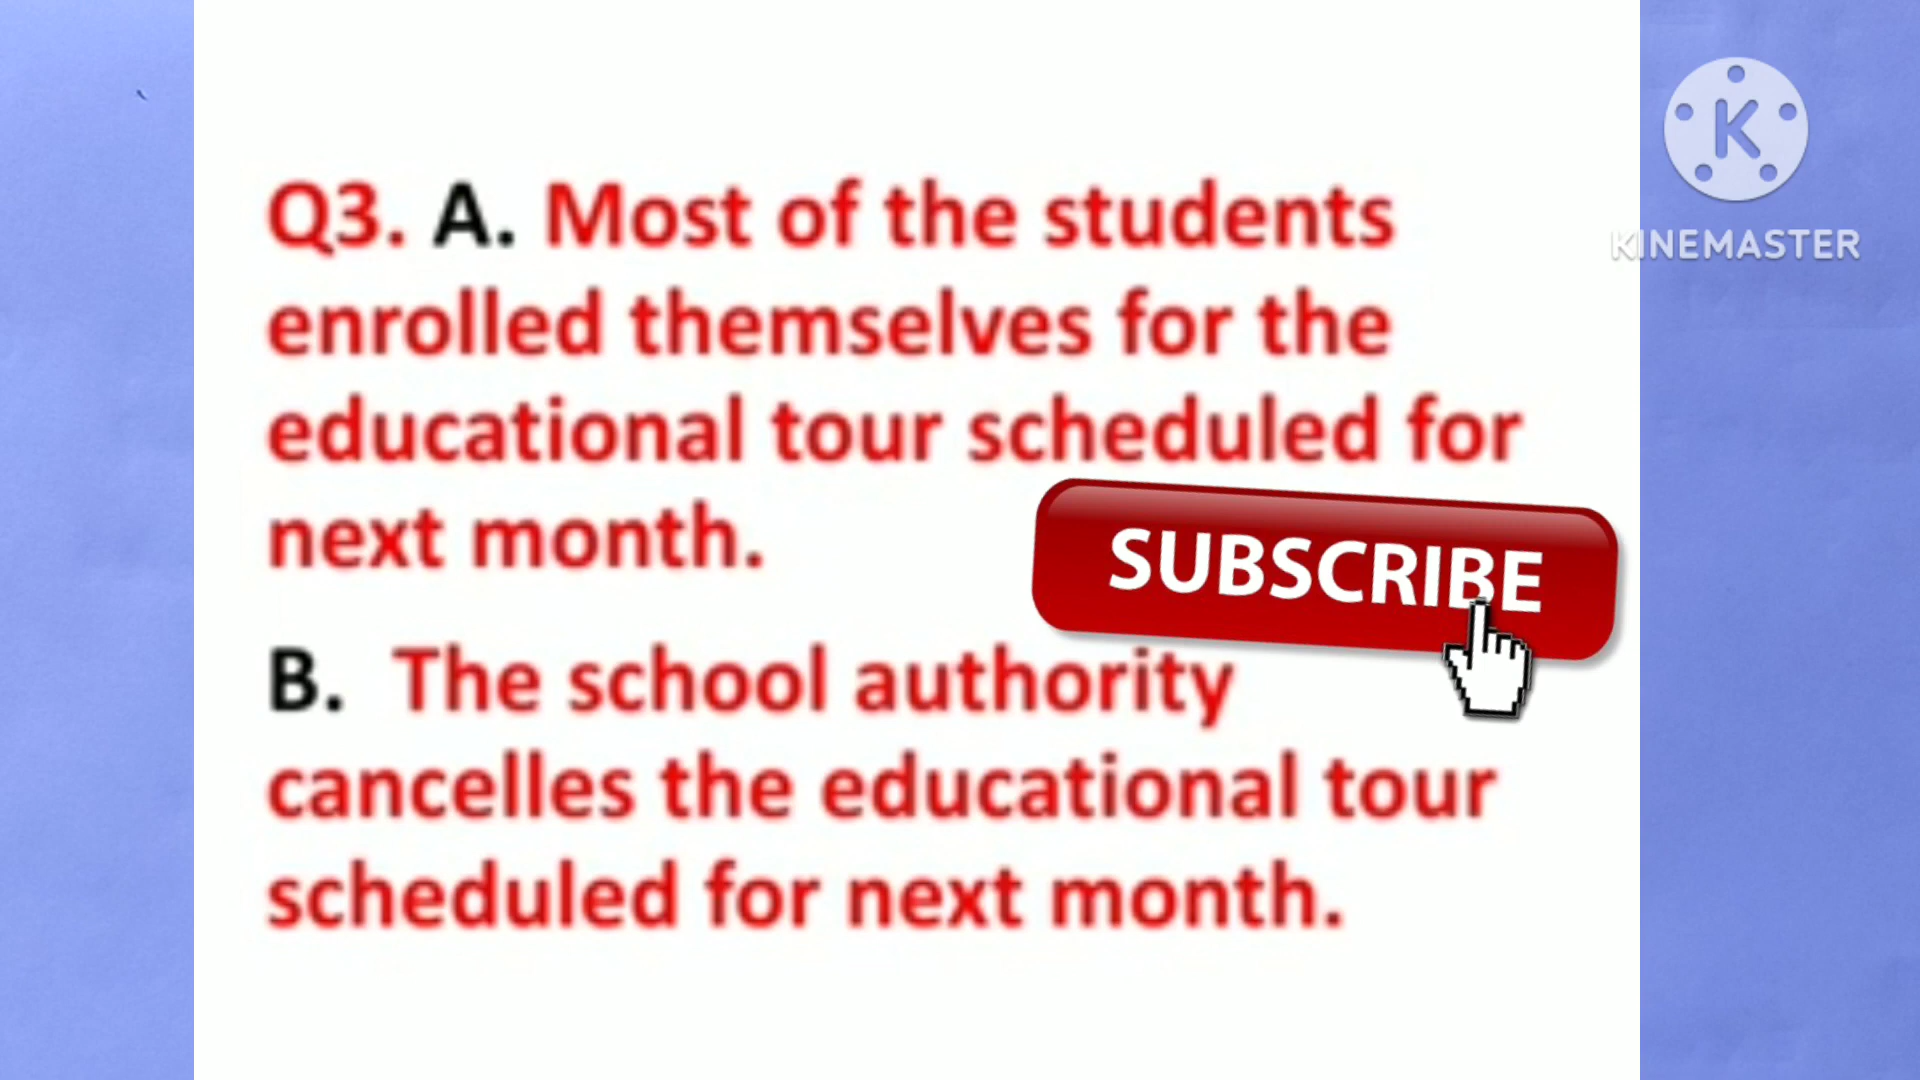 Q3. A. Most of the students
enrolled themselves for the
educational tour scheduled for
next month.
SUBSCRIBE
B. The school authority
cancelles the educational tour
scheduled for next month.
K
KINEMASTER